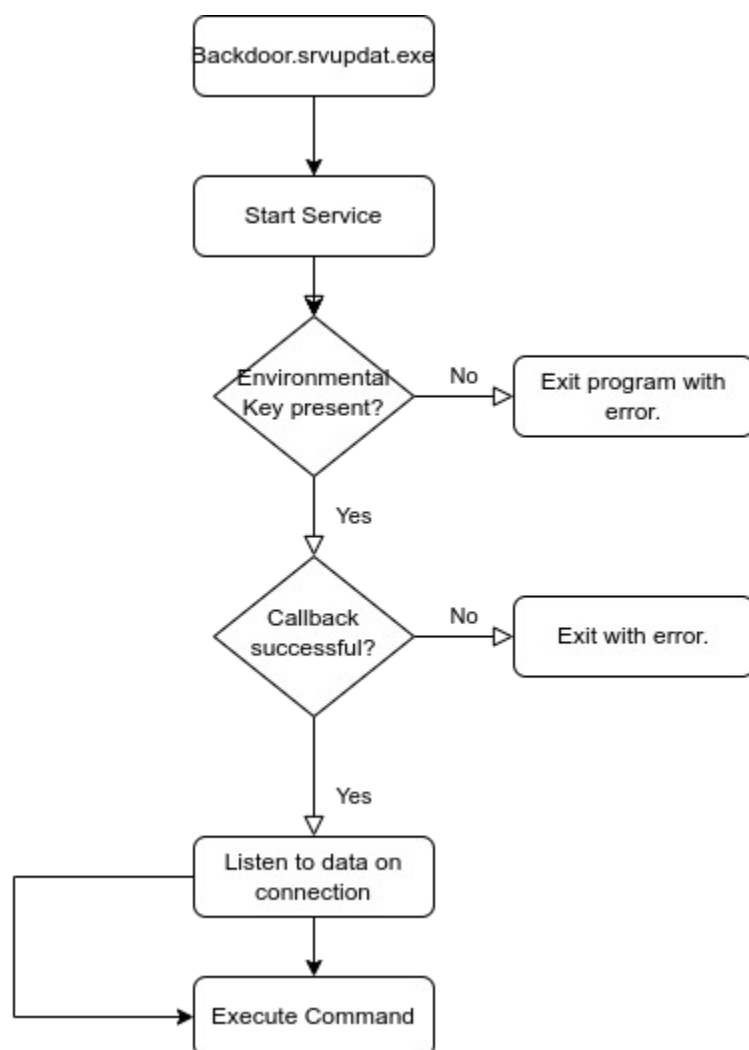 Backdoor.srvupdat.exe
Start Service
Environmental
Key present?
No
Exit program with
error.
Yes
Callback
successful?
No
Exit with error.
Yes
Listen to data on
connection
Execute Command